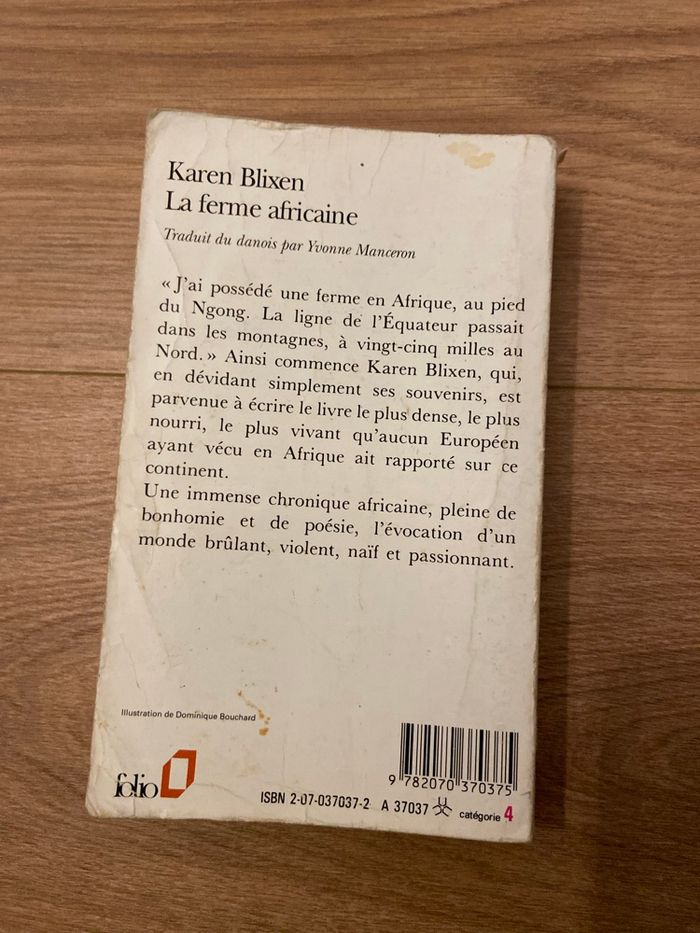 Karen Blixen
La ferme africaine
Traduit du danois par Yvonne Manceron
« J'ai possédé une ferme en Afrique, au pied
du Ngong. La ligne de l'Équateur passait
dans les montagnes, à vingt-cinq milles au
Nord. » Ainsi commence Karen Blixen, qui,
en dévidant simplement ses souvenirs, est
parvenue à écrire le livre le plus dense, le plus
nourri, le plus vivant qu'aucun Européen
ayant vécu en Afrique ait rapporté sur ce
continent.
Une immense chronique africaine, pleine de
bonhomie et de poésie, l'évocation d'un
monde brûlant, violent, naïf et passionnant.
Illustration de Dominique Bouchard
folio
9 782070 370375
ISBN 2-07-037037-2 A 37037 catégorie 4